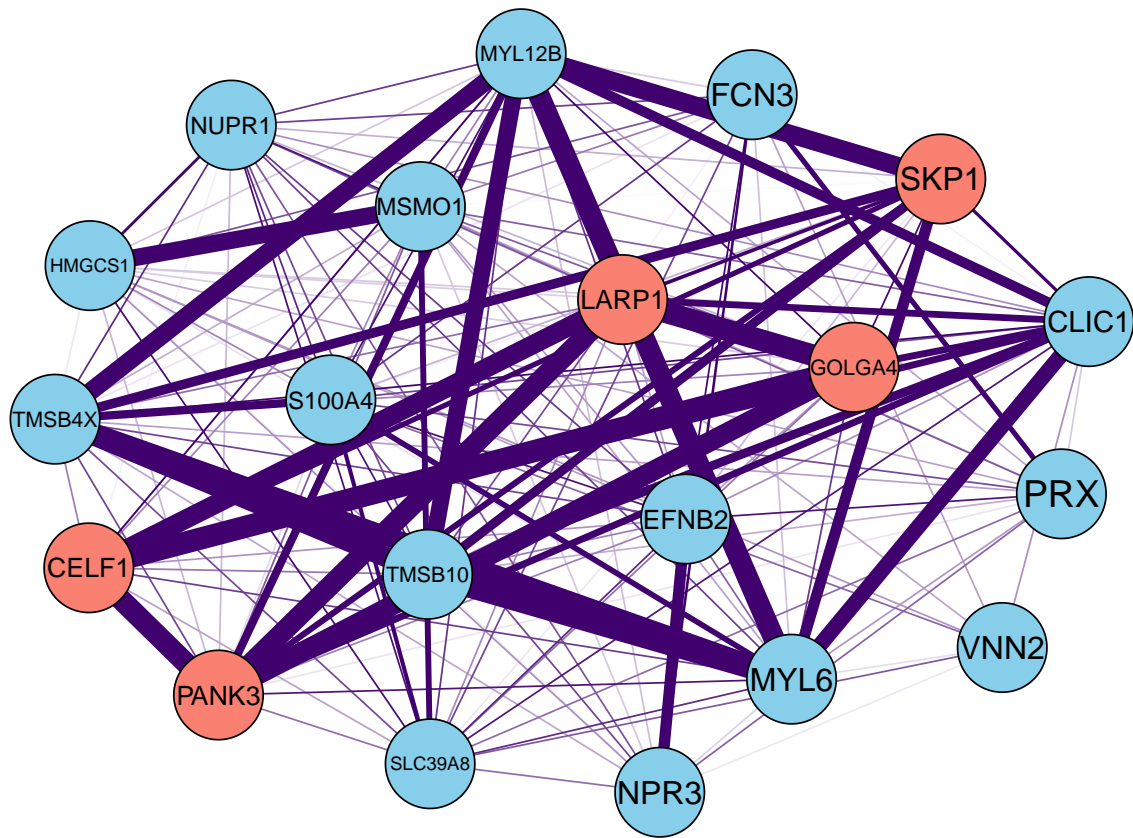 MYL12B
FCN3
NUPR1
SKP1
MSMO1
HMGCS1
LARP1
CLIC1
GOLGA4
S100A4
TMSB4X
PRX
EFNB2
CELF1
TMSB10
VNN2
MYL6
PANK3
SLC39A8
NPR3